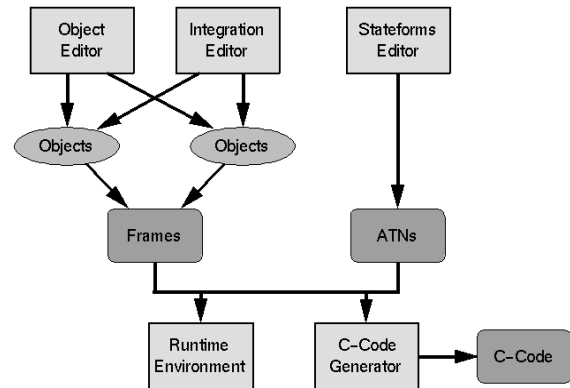 Object
Editor
Integration
Editor
Stateforms
Editor
Objects
Objects
Frames
ATNs
Runtime
Environment
C-Code
Generator
C-Code